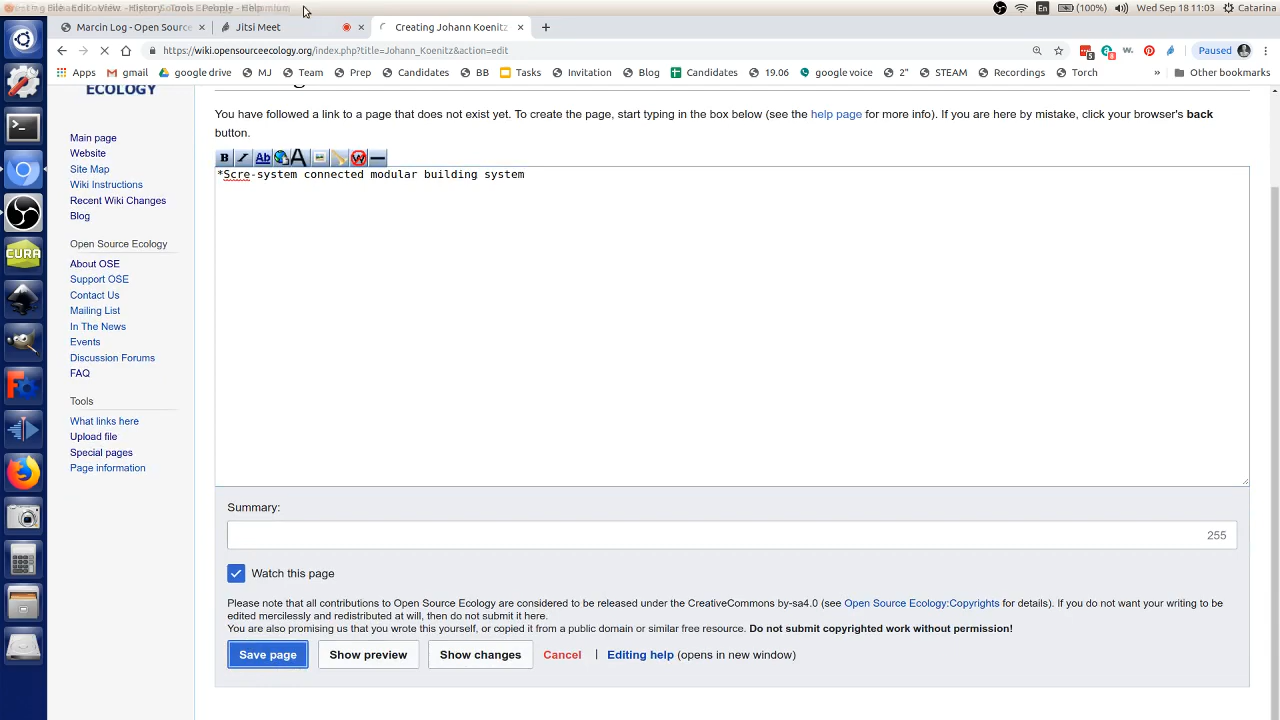 File Edit View History Tools People Help
En (100%) Wed Sep 18 11:03 Catarina
Marcin Log - Open Source Jitsi Meet Creating Johann Koenitz
https://wiki.opensourceecology.org/index.php?title=Johann_Koenitz&action=edit Paused
Apps gmail google drive MJ Team Prep Candidates BB Tasks Invitation Blog Candidates 19.06 google voice 2" STEAM Recordings Torch » Other bookmarks
ECOLOGY
Main page
Website
Site Map
Wiki Instructions
Recent Wiki Changes
Blog
Open Source Ecology
About OSE
Support OSE
Contact Us
Mailing List
In The News
Events
Discussion Forums
FAQ
Tools
What links here
Upload file
Special pages
Page information
You have followed a link to a page that does not exist yet. To create the page, start typing in the box below (see the help page for more info). If you are here by mistake, click your browser's back
button.
B I Ab A W
*Scre-system connected modular building system
Summary:
255
Watch this page
Please note that all contributions to Open Source Ecology are considered to be released under the CreativeCommons by-sa4.0 (see Open Source Ecology:Copyrights for details). If you do not want your writing to be
edited mercilessly and redistributed at will, then do not submit it here.
You are also promising us that you wrote this yourself, or copied it from a public domain or similar free resource. Do not submit copyrighted work without permission!
Save page Show preview Show changes Cancel | Editing help (opens in new window)
CURA